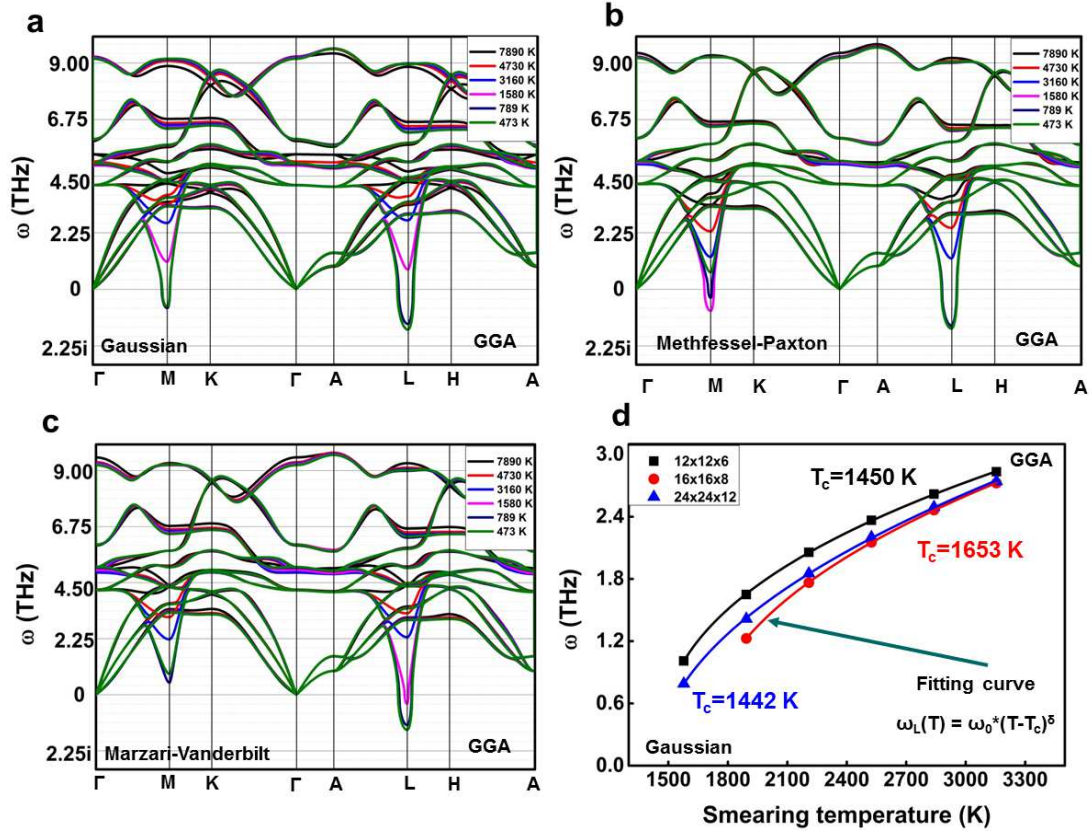 a
9.00
6.75
4.50
2.25
0
2.25i
ω (THz)
7890 K
4730 K
3160 K
1580 K
789 K
473 K
Gaussian
GGA
Γ M K Γ A L H A
b
9.00
6.75
4.50
2.25
0
2.25i
ω (THz)
7890 K
4730 K
3160 K
1580 K
789 K
473 K
Methfessel-Paxton
GGA
Γ M K Γ A L H A
c
9.00
6.75
4.50
2.25
0
2.25i
ω (THz)
7890 K
4730 K
3160 K
1580 K
789 K
473 K
Marzari-Vanderbilt
GGA
Γ M K Γ A L H A
d
3.0
2.4
1.8
1.2
0.6
0.0
ω (THz)
12x12x6
16x16x8
24x24x12
GGA
Tc=1450 K
Tc=1653 K
Tc=1442 K
Fitting curve
ωL(T) = ω0*(T-Tc)^δ
Gaussian
1500 1800 2100 2400 2700 3000 3300
Smearing temperature (K)